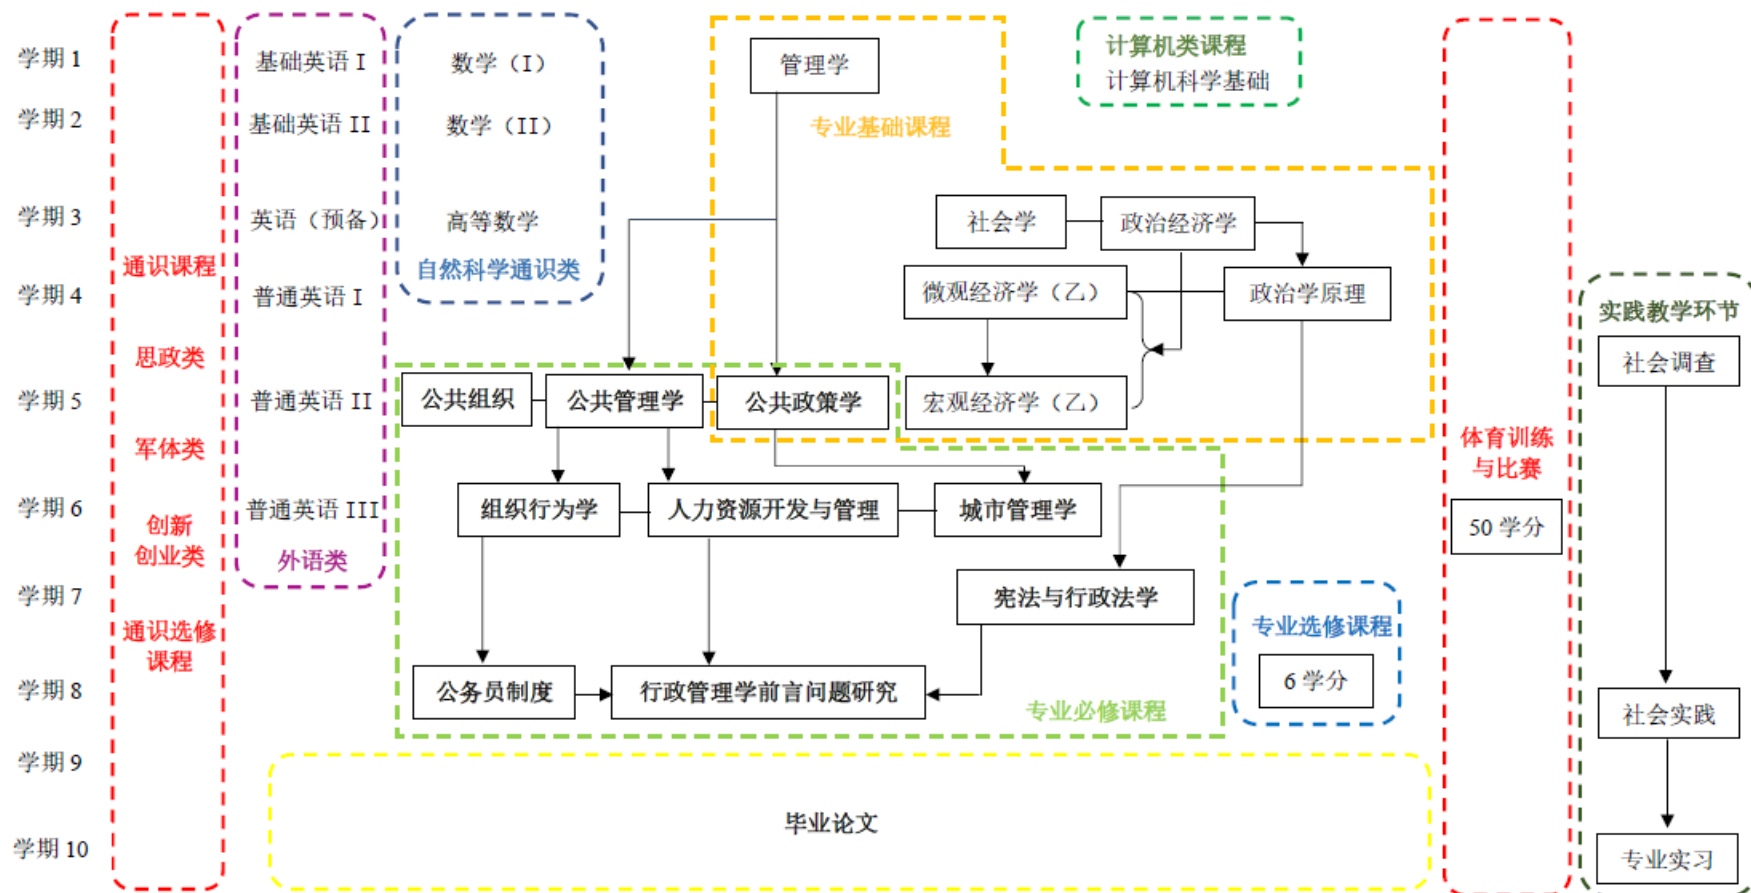 学期 1
基础英语 I
数学（I）
管理学
计算机类课程
计算机科学基础
学期 2
基础英语 II
数学（II）
专业基础课程
学期 3
英语（预备）
高等数学
社会学
政治经济学
通识课程
自然科学通识类
学期 4
普通英语 I
微观经济学（乙）
政治学原理
实践教学环节
思政类
社会调查
学期 5
普通英语 II
公共组织
公共管理学
公共政策学
宏观经济学（乙）
军体类
体育训练
与比赛
学期 6
普通英语 III
组织行为学
人力资源开发与管理
城市管理学
50 学分
创新
创业类
外语类
学期 7
宪法与行政法学
通识选修
课程
专业选修课程
6 学分
学期 8
公务员制度
行政管理学前言问题研究
专业必修课程
社会实践
学期 9
毕业论文
学期 10
专业实习